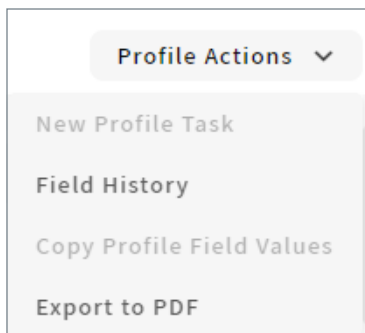 Profile Actions
New Profile Task
Field History
Copy Profile Field Values
Export to PDF